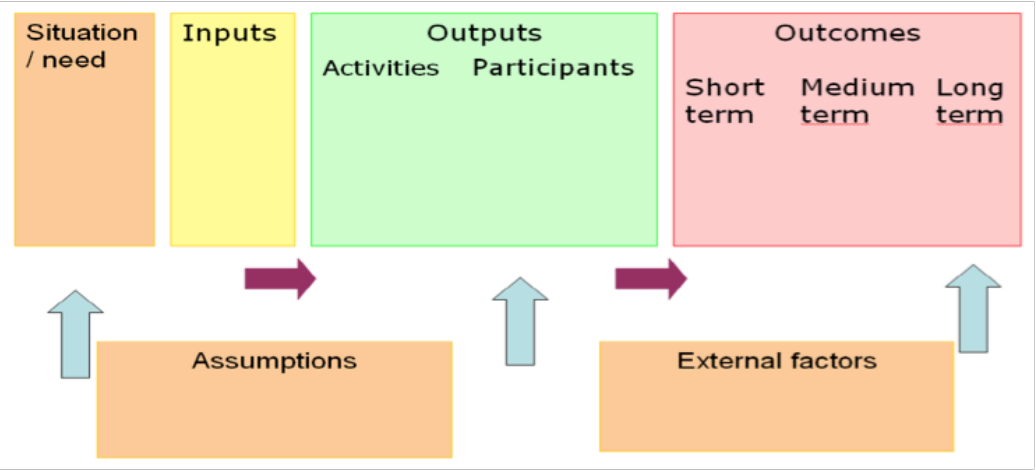 Situation
/ need
Inputs
Outputs
Activities Participants
Outcomes
Short term
Medium term
Long term
Assumptions
External factors